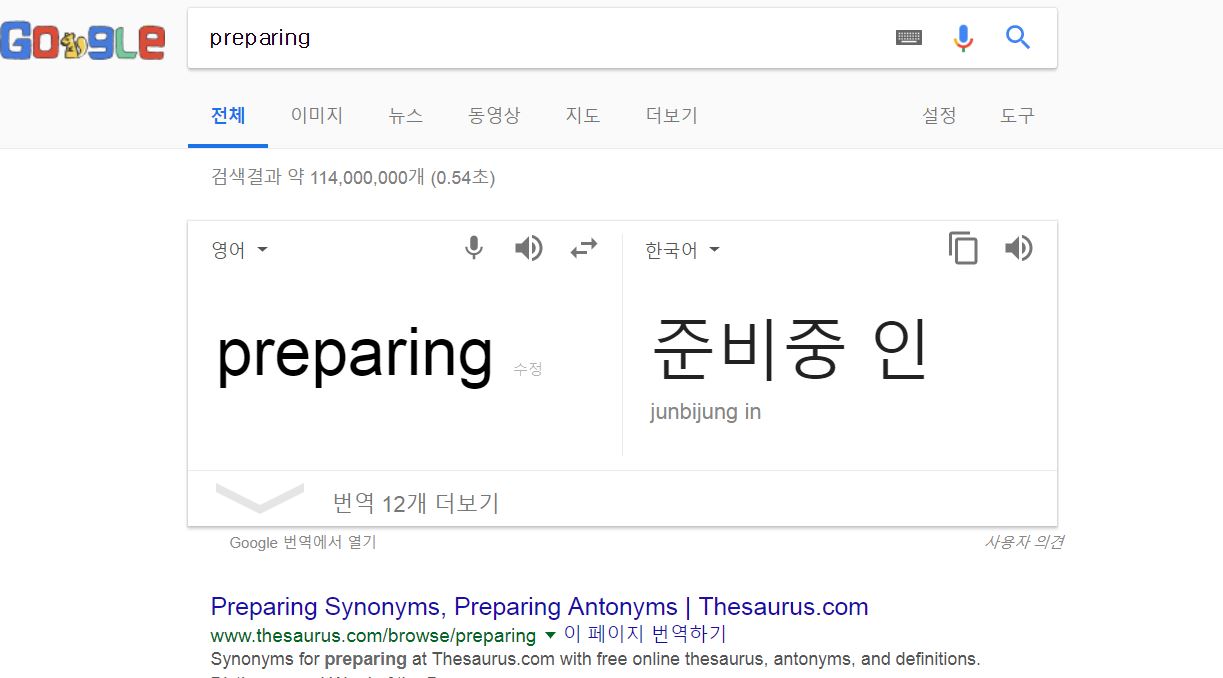 Google
preparing
전체 이미지 뉴스 동영상 지도 더보기 설정 도구
검색결과 약 114,000,000개 (0.54초)
영어 한국어
preparing 수정 준비중 인
junbijung in
번역 12개 더보기
Google 번역에서 열기 사용자 의견
Preparing Synonyms, Preparing Antonyms | Thesaurus.com
www.thesaurus.com/browse/preparing 이 페이지 번역하기
Synonyms for preparing at Thesaurus.com with free online thesaurus, antonyms, and definitions.